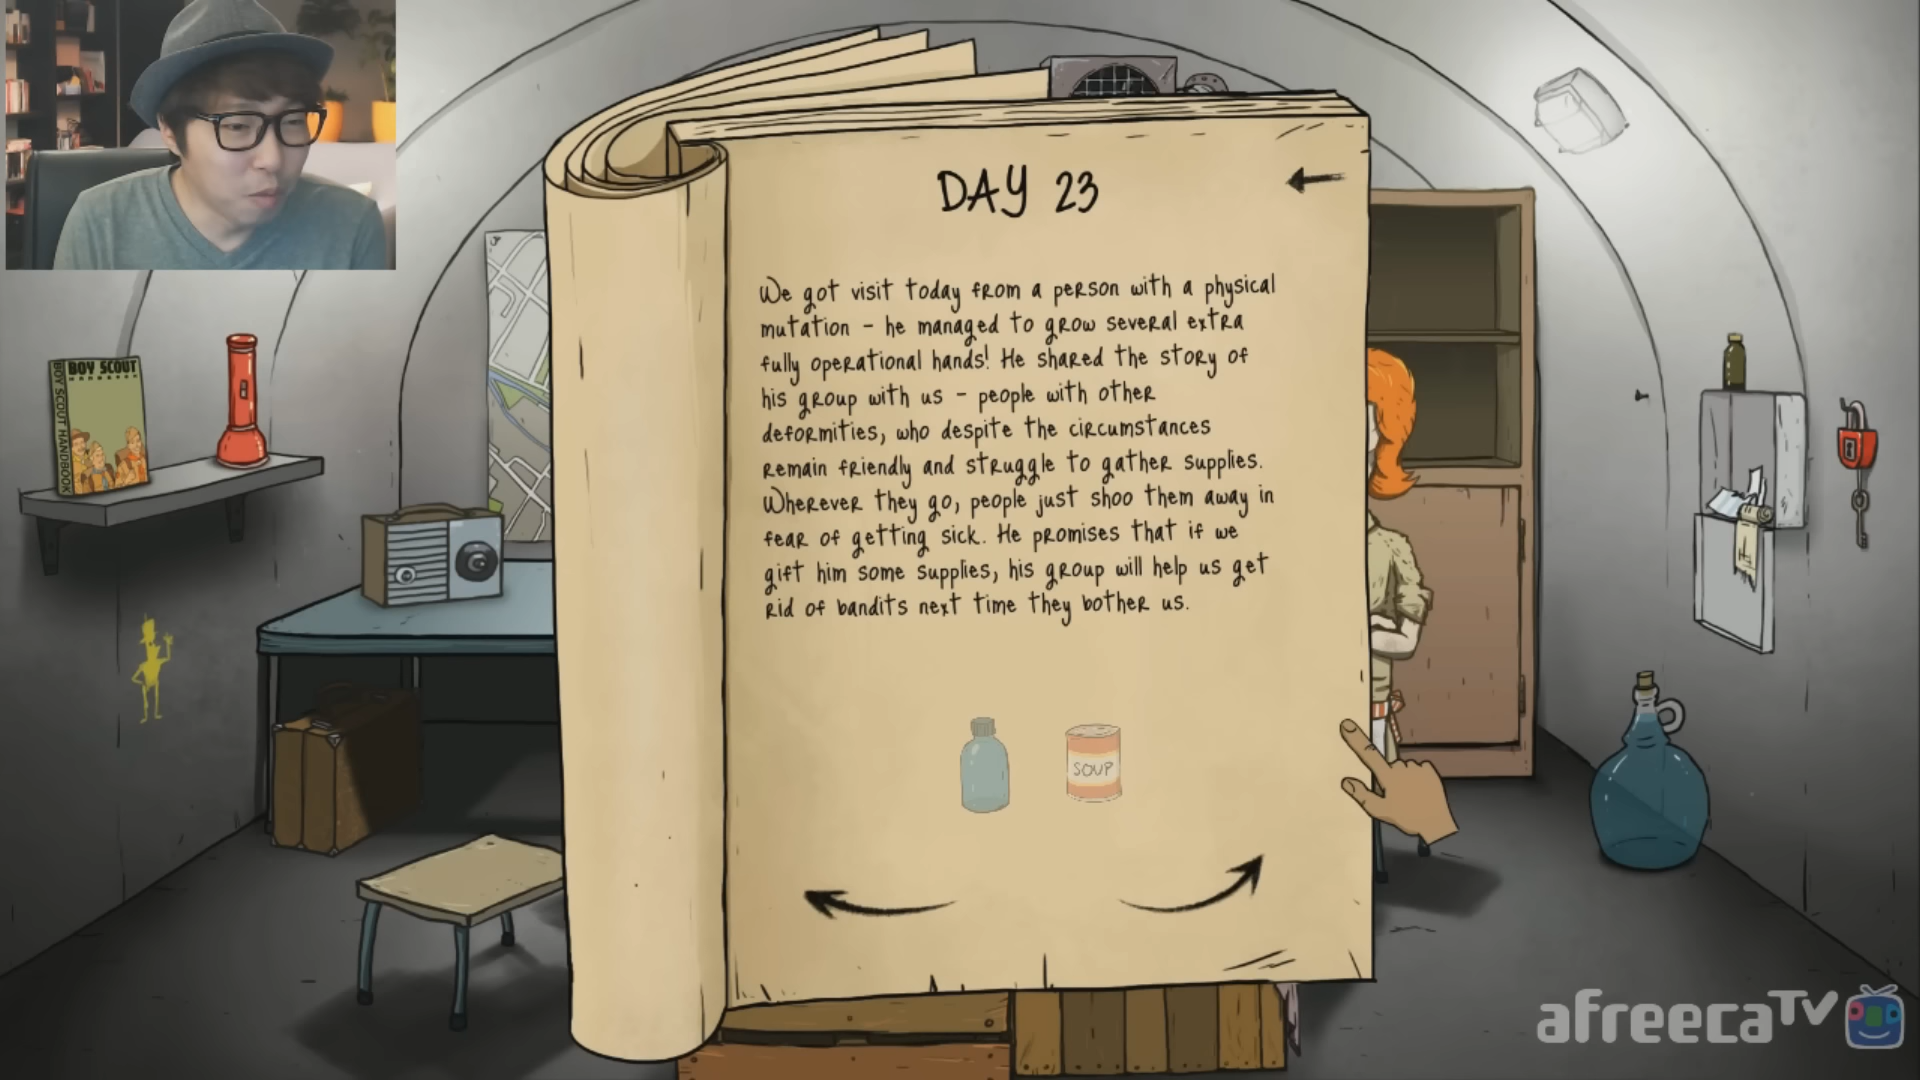 DAY 23
We got visit today from a person with a physical
mutation - he managed to grow several extra
fully operational hands! He shared the story of
his group with us - people with other
deformities, who despite the circumstances
remain friendly and struggle to gather supplies.
Wherever they go, people just shoo them away in
fear of getting sick. He promises that if we
gift him some supplies, his group will help us get
rid of bandits next time they bother us.
SOUP
BOY SCOUT
HANDBOOK
BOY SCOUT HANDBOOK
afreecaTV